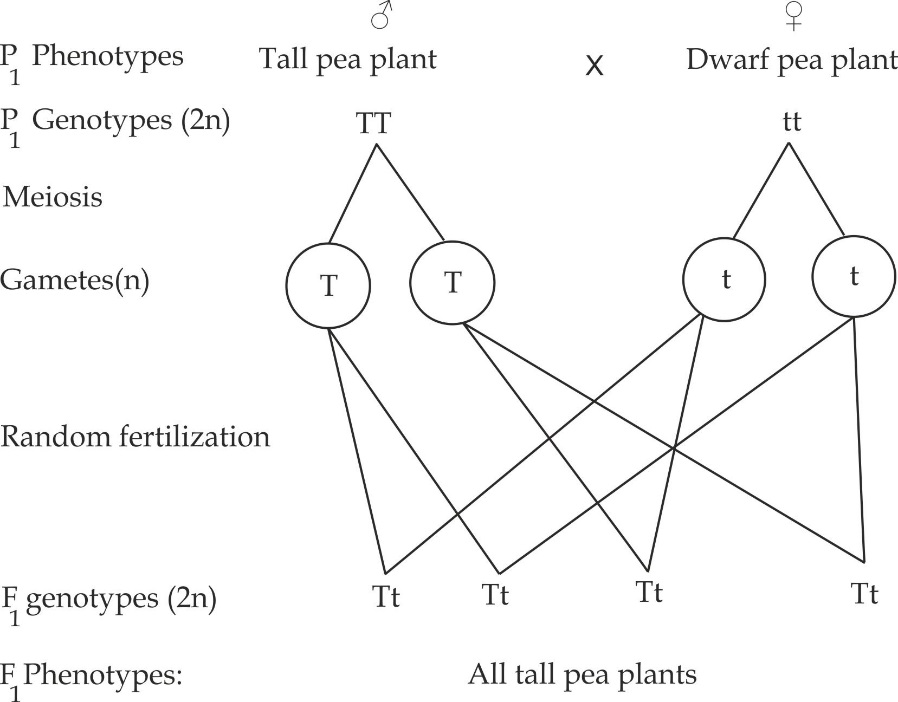 ♂ ♀
P1 Phenotypes Tall pea plant x Dwarf pea plant
P1 Genotypes (2n) TT tt
Meiosis
Gametes(n) T T t t
Random fertilization
F1 genotypes (2n) Tt Tt Tt Tt
F1 Phenotypes: All tall pea plants